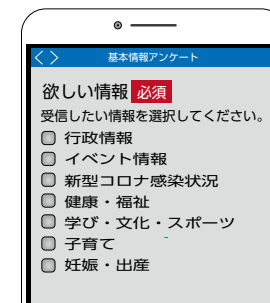 基本情報アンケート
欲しい情報 必須
受信したい情報を選択してください。
行政情報
イベント情報
新型コロナ感染状況
健康・福祉
学び・文化・スポーツ
子育て
妊娠・出産